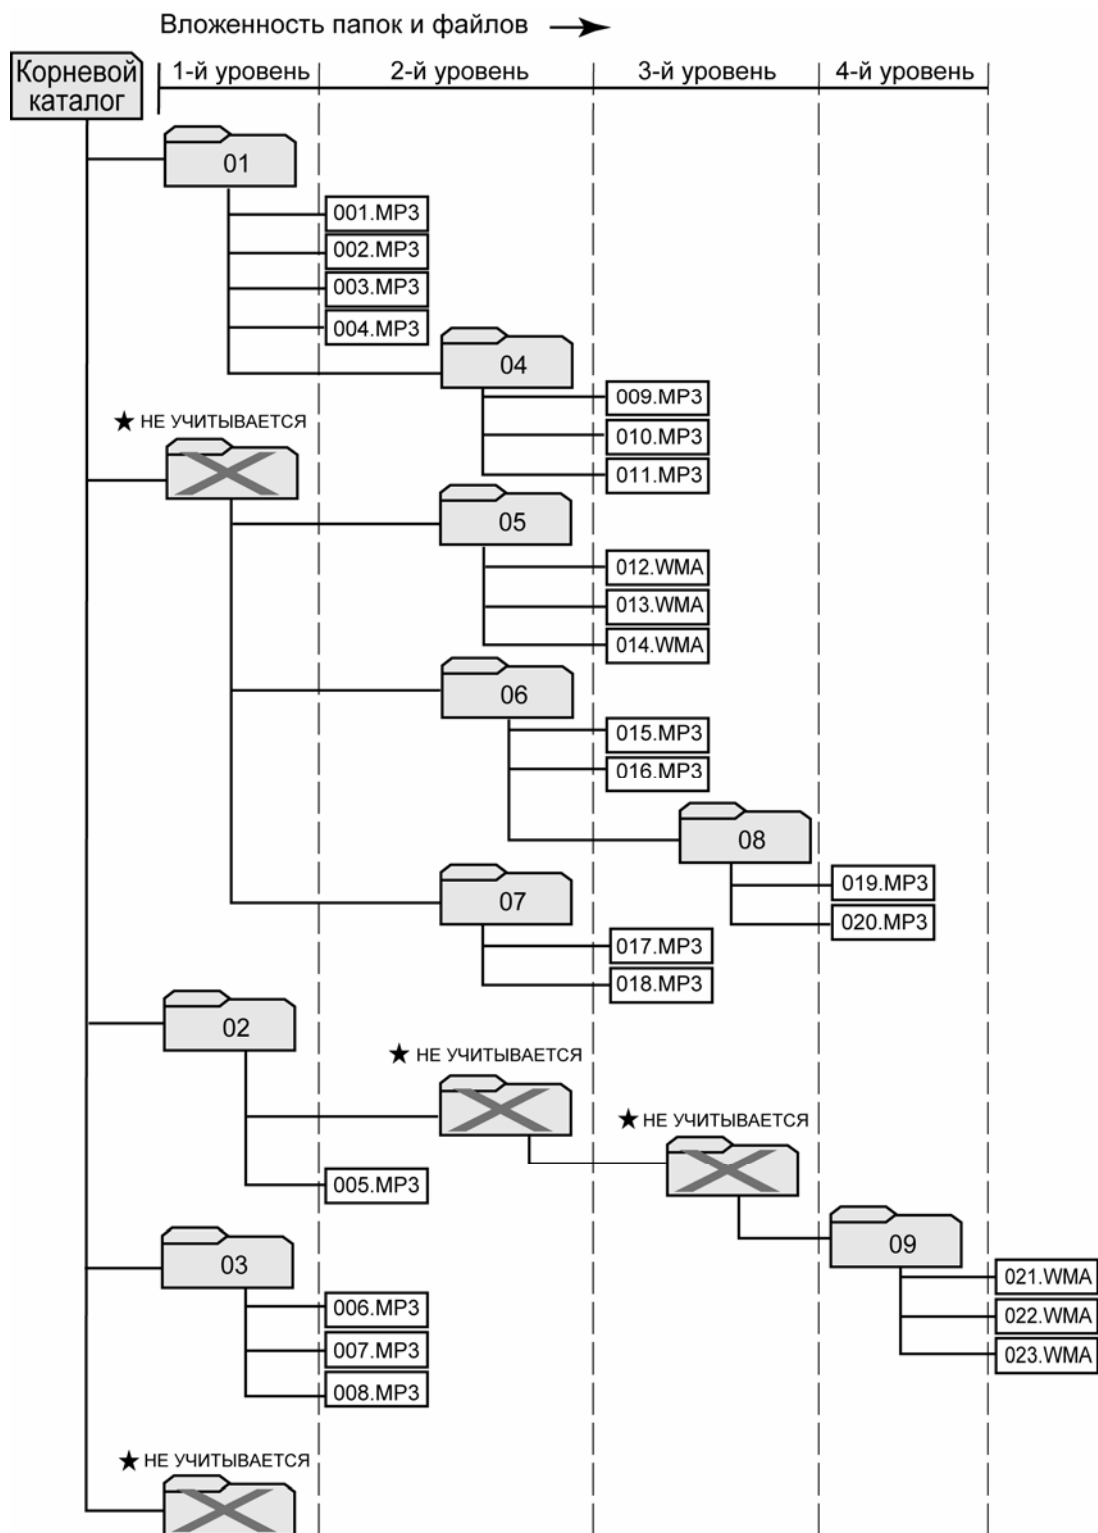 Вложенность папок и файлов
Корневой
каталог
1-й уровень
2-й уровень
3-й уровень
4-й уровень
01
001.MP3
002.MP3
003.MP3
004.MP3
04
009.MP3
010.MP3
011.MP3
★ НЕ УЧИТЫВАЕТСЯ
05
012.WMA
013.WMA
014.WMA
06
015.MP3
016.MP3
08
019.MP3
020.MP3
07
017.MP3
018.MP3
02
★ НЕ УЧИТЫВАЕТСЯ
★ НЕ УЧИТЫВАЕТСЯ
005.MP3
09
021.WMA
022.WMA
023.WMA
03
006.MP3
007.MP3
008.MP3
★ НЕ УЧИТЫВАЕТСЯ